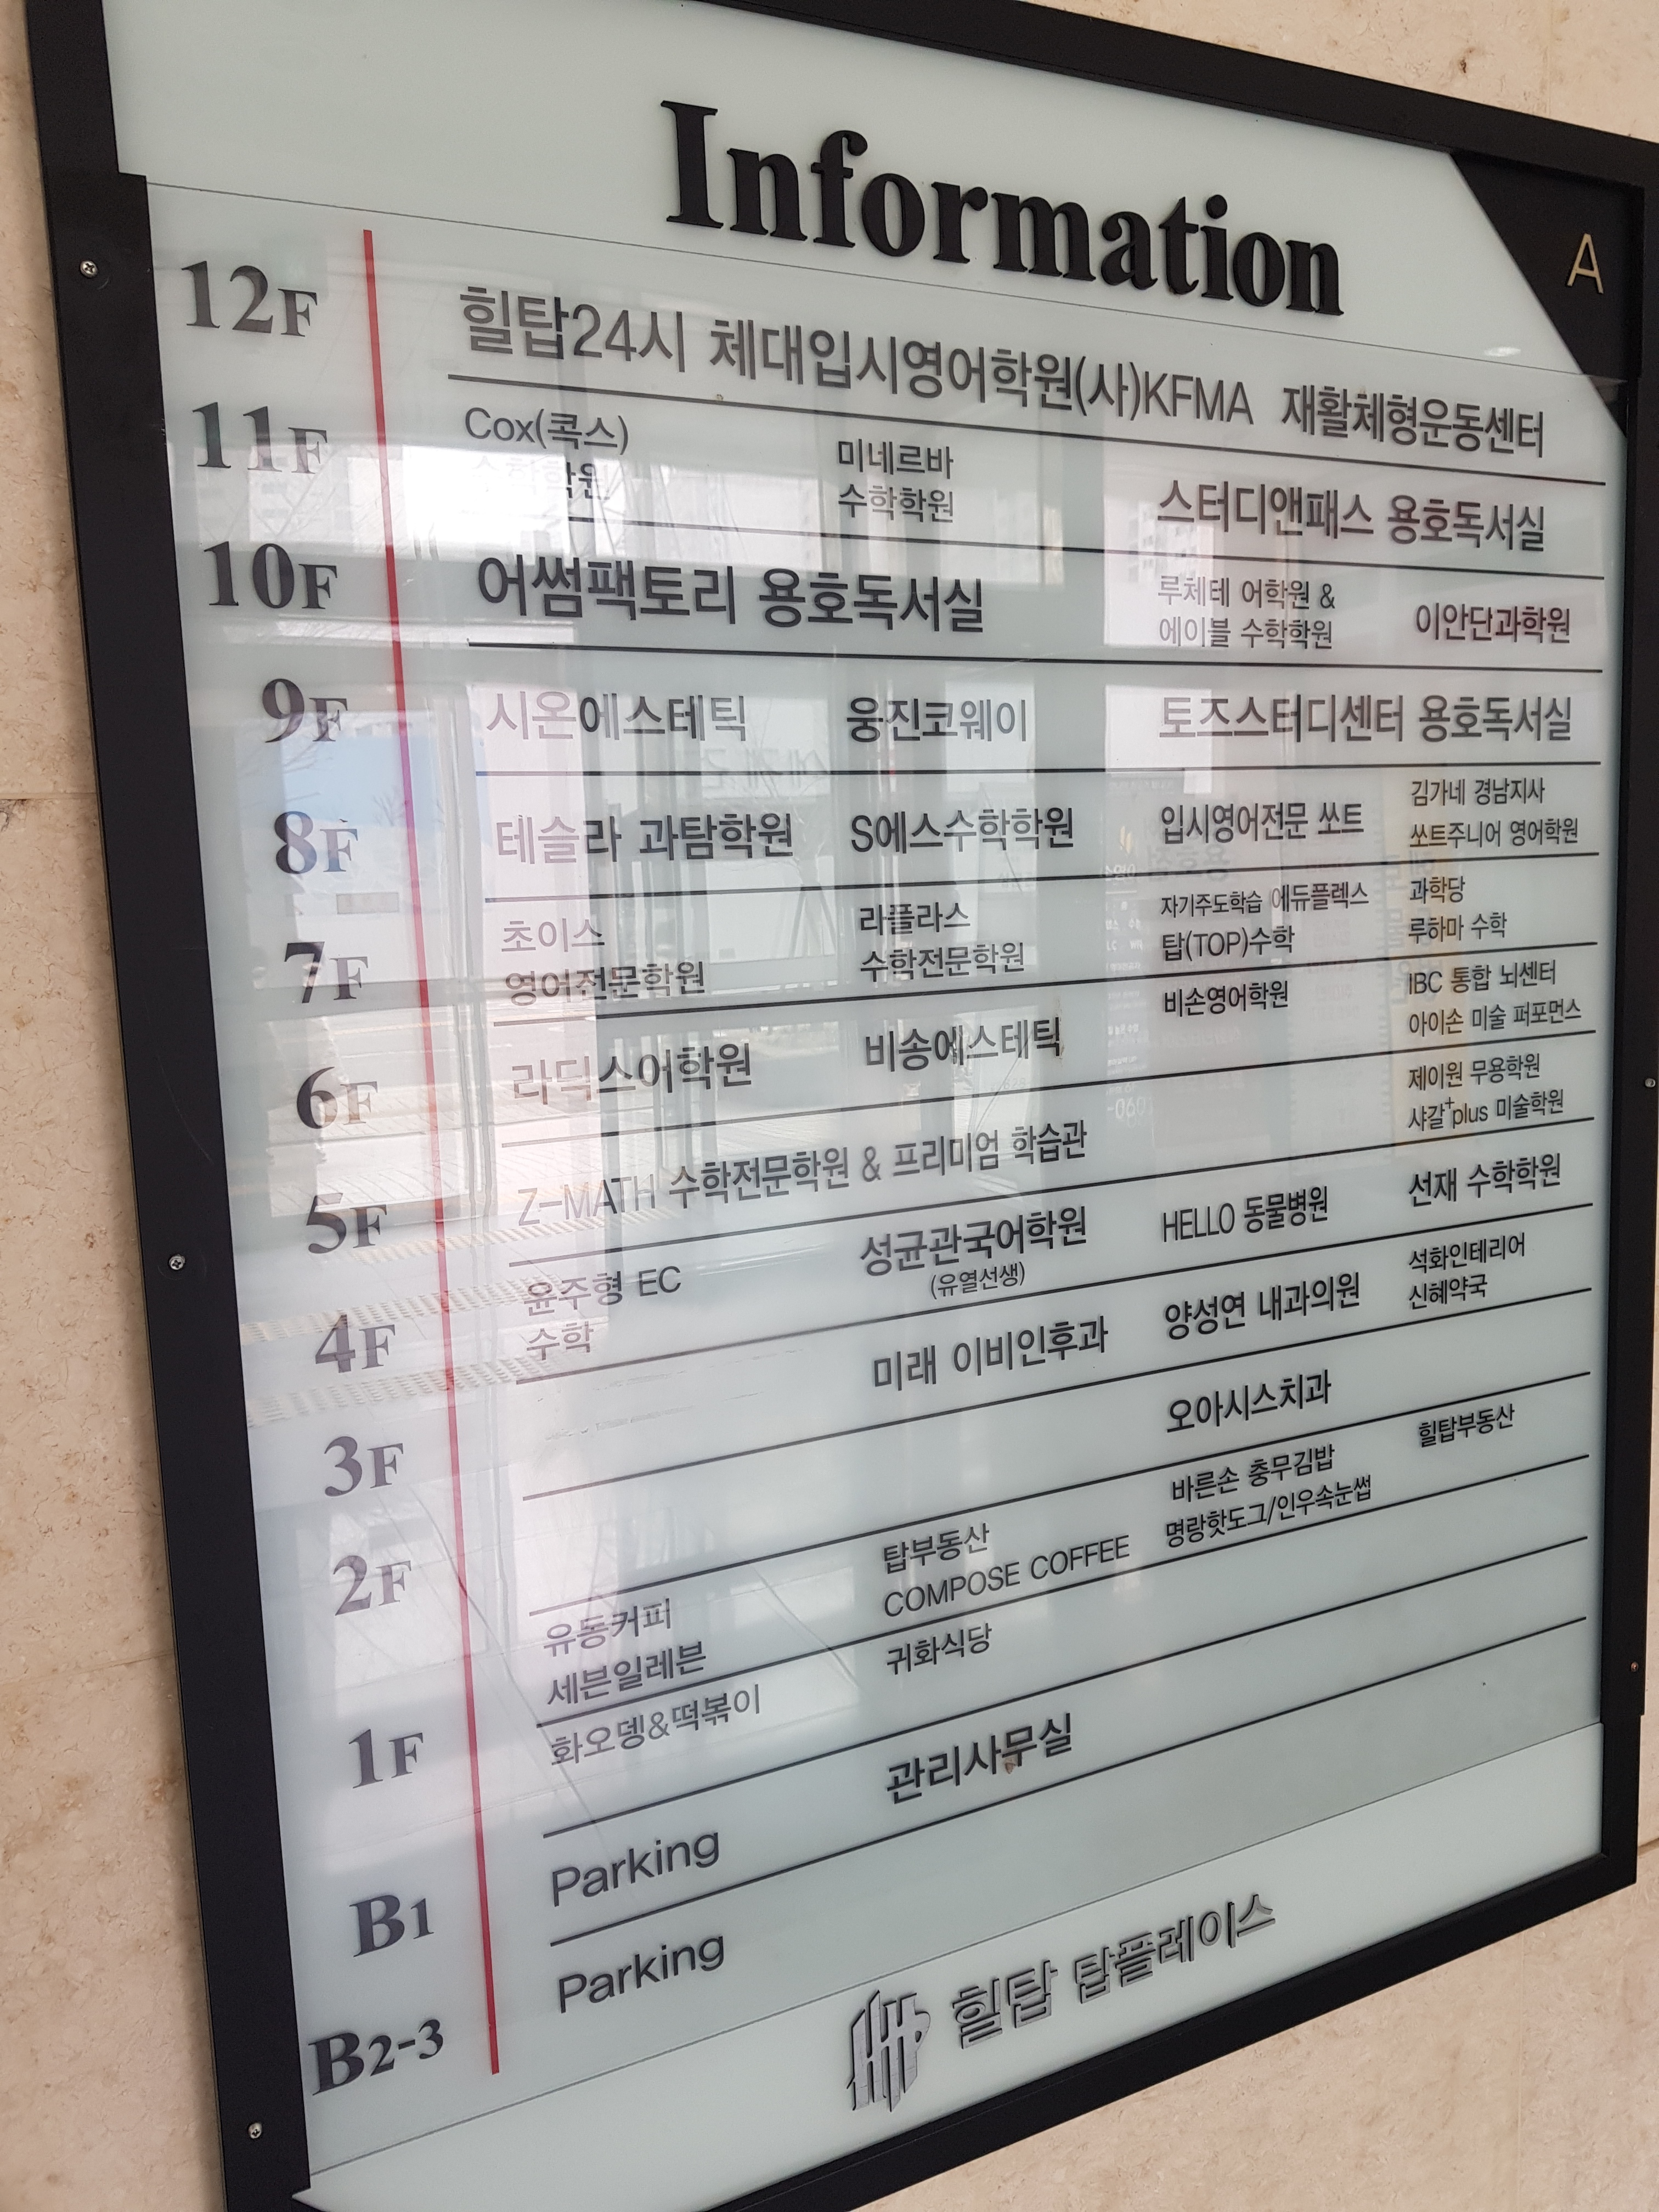 Information
A
12F
힐탑24시 체대입시영어학원(사)KFMA 재활체형운동센터
11F
Cox(콕스)
수학학원
미네르바
수학학원
스터디앤패스 용호독서실
10F
어썸팩토리 용호독서실
루체테 어학원 &
에이블 수학학원
이안단과학원
9F
시온에스테틱
웅진코웨이
토즈스터디센터 용호독서실
8F
테슬라 과탐학원
S에스수학학원
입시영어전문 쏘트
김가네 경남지사
쏘트주니어 영어학원
7F
초이스
영어전문학원
라플라스
수학전문학원
자기주도학습 에듀플렉스
탑(TOP)수학
과학당
루하마 수학
6F
라딕스어학원
비송에스테틱
비손영어학원
IBC 통합 뇌센터
아이손 미술 퍼포먼스
5F
Z-MATH 수학전문학원 & 프리미엄 학습관
제이원 무용학원
샤갈+plus 미술학원
4F
윤주형 EC
수학
성균관국어학원
(유열선생)
HELLO 동물병원
선재 수학학원
3F
미래 이비인후과
양성연 내과의원
석화인테리어
신혜약국
2F
오아시스치과
1F
유동커피
세븐일레븐
탑부동산
COMPOSE COFFEE
바른손 충무김밥
명랑핫도그/인우속눈썹
힐탑부동산
화오뎅&떡볶이
귀화식당
B1
Parking
관리사무실
B2-3
Parking
힐탑 탑플레이스